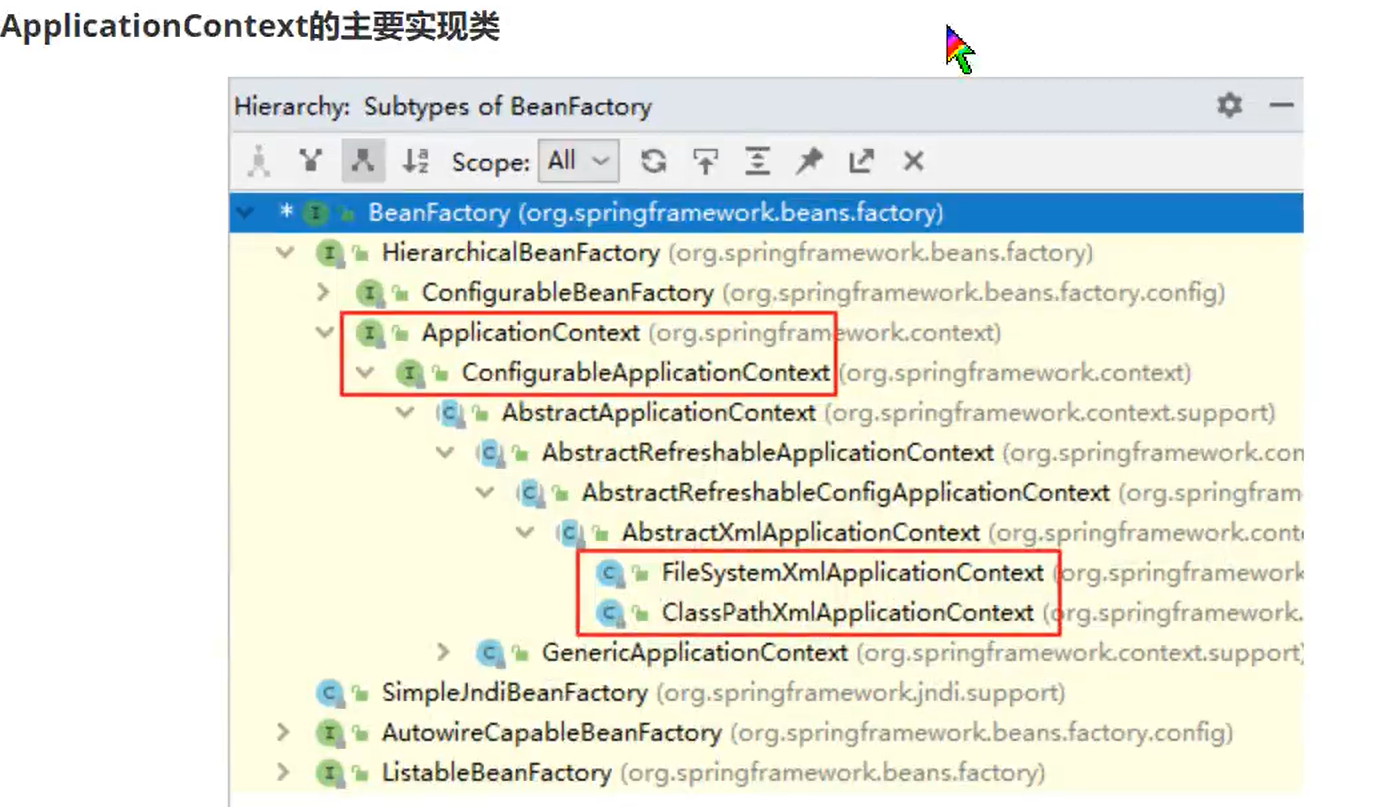 ApplicationContext的主要实现类
Hierarchy: Subtypes of BeanFactory
Scope: All
* BeanFactory (org.springframework.beans.factory)
HierarchicalBeanFactory (org.springframework.beans.factory)
ConfigurableBeanFactory (org.springframework.beans.factory.config)
ApplicationContext (org.springframework.context)
ConfigurableApplicationContext (org.springframework.context)
AbstractApplicationContext (org.springframework.context.support)
AbstractRefreshableApplicationContext (org.springframework.con
AbstractRefreshableConfigApplicationContext (org.springfram
AbstractXmlApplicationContext (org.springframework.cont
FileSystemXmlApplicationContext (org.springframework
ClassPathXmlApplicationContext (org.springframework.
GenericApplicationContext (org.springframework.context.support)
SimpleJndiBeanFactory (org.springframework.jndi.support)
AutowireCapableBeanFactory (org.springframework.beans.factory.config)
ListableBeanFactory (org.springframework.beans.factory)